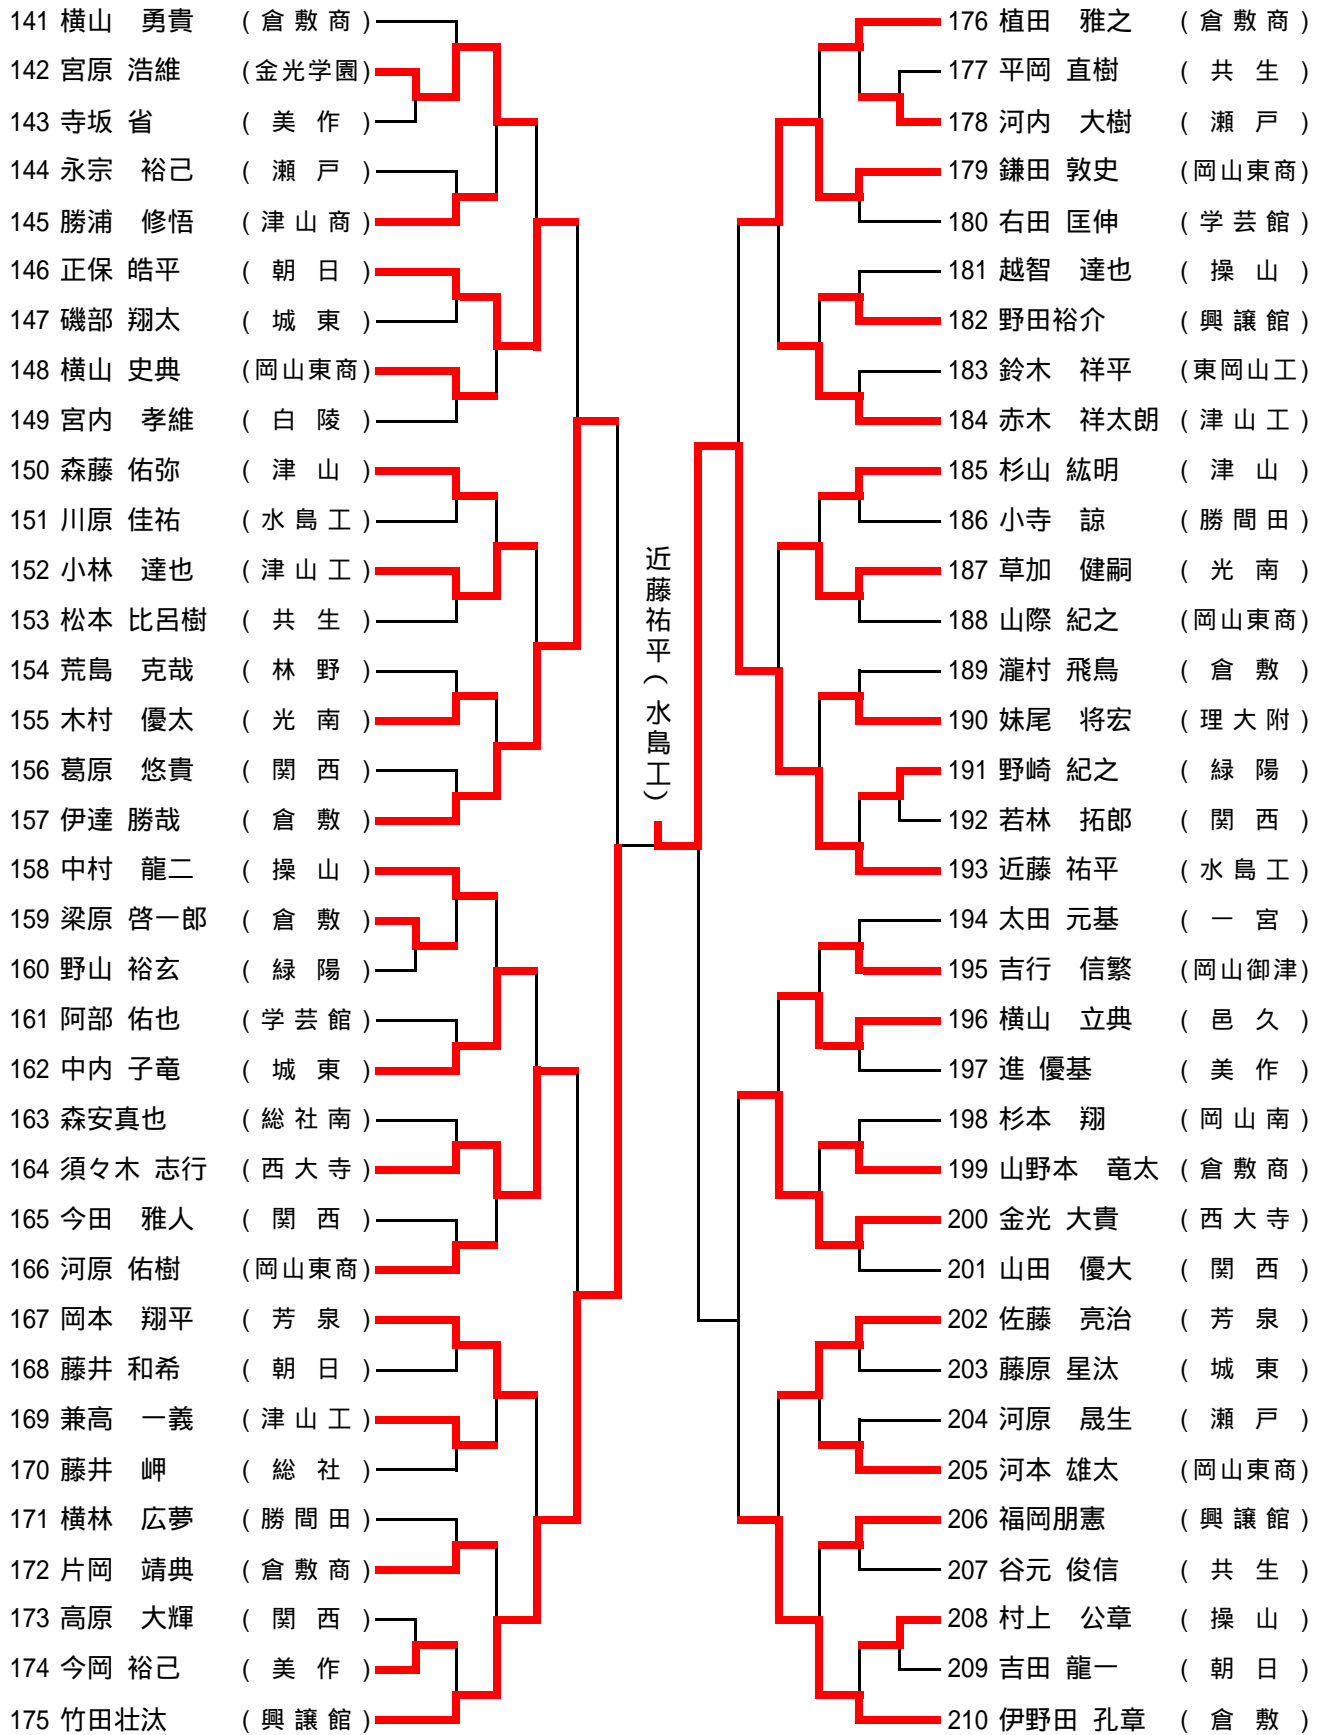 141 横山　勇貴 (倉敷商)
142 宮原 浩維 (金光学園)
143 寺坂 省 (美作)
144 永宗　裕己 (瀬戸)
145 勝浦　修悟 (津山商)
146 正保 皓平 (朝日)
147 磯部 翔太 (城東)
148 横山 史典 (岡山東商)
149 宮内　孝維 (白陵)
150 森藤 佑弥 (津山)
151 川原 佳祐 (水島工)
152 小林　達也 (津山工)
153 松本 比呂樹 (共生)
154 荒島　克哉 (林野)
155 木村　優太 (光南)
156 葛原　悠貴 (関西)
157 伊達 勝哉 (倉敷)
158 中村　龍二 (操山)
159 梁原 啓一郎 (倉敷)
160 野山 裕玄 (緑陽)
161 阿部 佑也 (学芸館)
162 中内 子竜 (城東)
163 森安真也 (総社南)
164 須々木 志行 (西大寺)
165 今田　雅人 (関西)
166 河原 佑樹 (岡山東商)
167 岡本　翔平 (芳泉)
168 藤井 和希 (朝日)
169 兼高　一義 (津山工)
170 藤井　岬 (総社)
171 横林　広夢 (勝間田)
172 片岡　靖典 (倉敷商)
173 高原　大輝 (関西)
174 今岡 裕己 (美作)
175 竹田壮汰 (興譲館)
近藤祐平(水島工)
176 植田　雅之 (倉敷商)
177 平岡 直樹 (共生)
178 河内　大樹 (瀬戸)
179 鎌田 敦史 (岡山東商)
180 右田 匡伸 (学芸館)
181 越智　達也 (操山)
182 野田裕介 (興譲館)
183 鈴木　祥平 (東岡山工)
184 赤木　祥太朗 (津山工)
185 杉山 紘明 (津山)
186 小寺　諒 (勝間田)
187 草加　健嗣 (光南)
188 山際 紀之 (岡山東商)
189 瀧村 飛鳥 (倉敷)
190 妹尾　将宏 (理大附)
191 野崎 紀之 (緑陽)
192 若林　拓郎 (関西)
193 近藤 祐平 (水島工)
194 太田 元基 (一宮)
195 吉行　信繁 (岡山御津)
196 横山　立典 (邑久)
197 進 優基 (美作)
198 杉本　翔 (岡山南)
199 山野本　竜太 (倉敷商)
200 金光 大貴 (西大寺)
201 山田　優大 (関西)
202 佐藤　亮治 (芳泉)
203 藤原 星汰 (城東)
204 河原　晟生 (瀬戸)
205 河本 雄太 (岡山東商)
206 福岡朋憲 (興譲館)
207 谷元 俊信 (共生)
208 村上　公章 (操山)
209 吉田 龍一 (朝日)
210 伊野田 孔章 (倉敷)